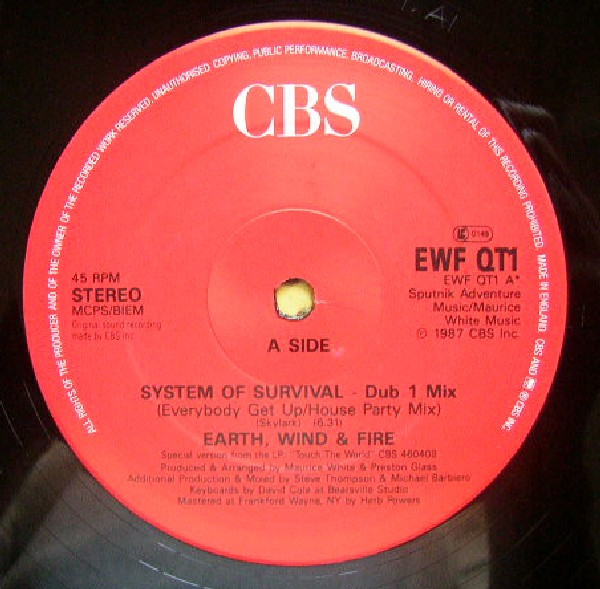 ALL RIGHTS OF THE PRODUCER AND OF THE OWNER OF THE RECORDED WORK RESERVED. UNAUTHORISED COPYING, PUBLIC PERFORMANCE, BROADCASTING, HIRING OR RENTAL OF THIS RECORDING PROHIBITED. MADE IN ENGLAND. CBS AND ® CBS INC.
CBS
LC 0149
45 RPM
STEREO
MCPS/BIEM
Original sound recording
made by CBS Inc.
EWF QT1
EWF QT1 A*
Sputnik Adventure
Music/Maurice
White Music
℗ 1987 CBS Inc.
A SIDE
SYSTEM OF SURVIVAL - Dub 1 Mix
(Everybody Get Up/House Party Mix)
(Skylark) (6.31)
EARTH, WIND & FIRE
Special version from the LP: "Touch The World" CBS 460409
Produced & Arranged by Maurice White & Preston Glass
Additional Production & Mixed by Steve Thompson & Michael Barbiero
Keyboards by David Cole at Bearsville Studio
Mastered at Frankford Wayne, NY by Herb Powers